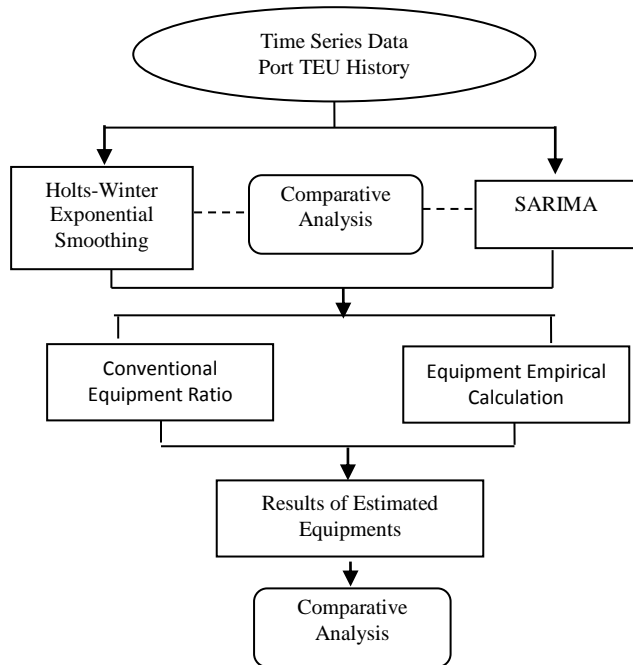 Time Series Data
Port TEU History
Holts-Winter
Exponential
Smoothing
Comparative
Analysis
SARIMA
Conventional
Equipment Ratio
Equipment Empirical
Calculation
Results of Estimated
Equipments
Comparative
Analysis